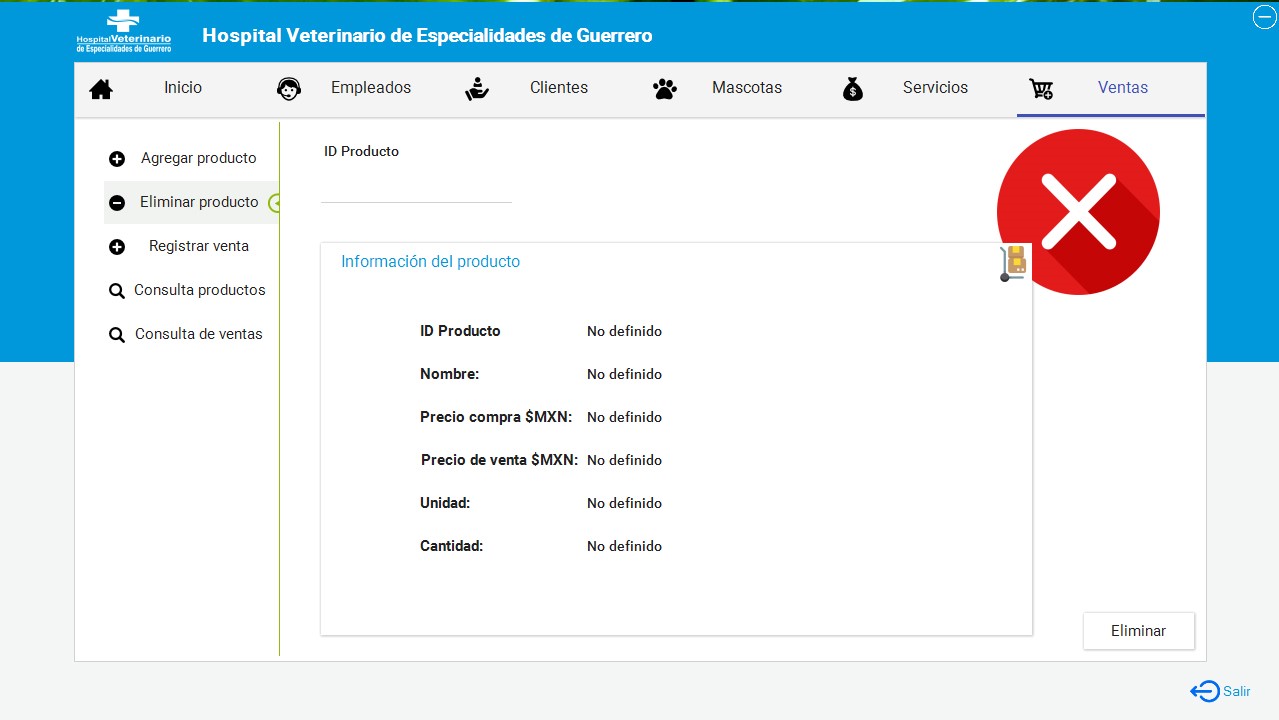 HospitalVeterinario
de Especialidades de Guerrero
Hospital Veterinario de Especialidades de Guerrero
Inicio
Empleados
Clientes
Mascotas
$
Servicios
Ventas
Agregar producto
Eliminar producto
Registrar venta
Consulta productos
Consulta de ventas
ID Producto
Información del producto
ID Producto No definido
Nombre: No definido
Precio compra $MXN: No definido
Precio de venta $MXN: No definido
Unidad: No definido
Cantidad: No definido
Eliminar
Salir